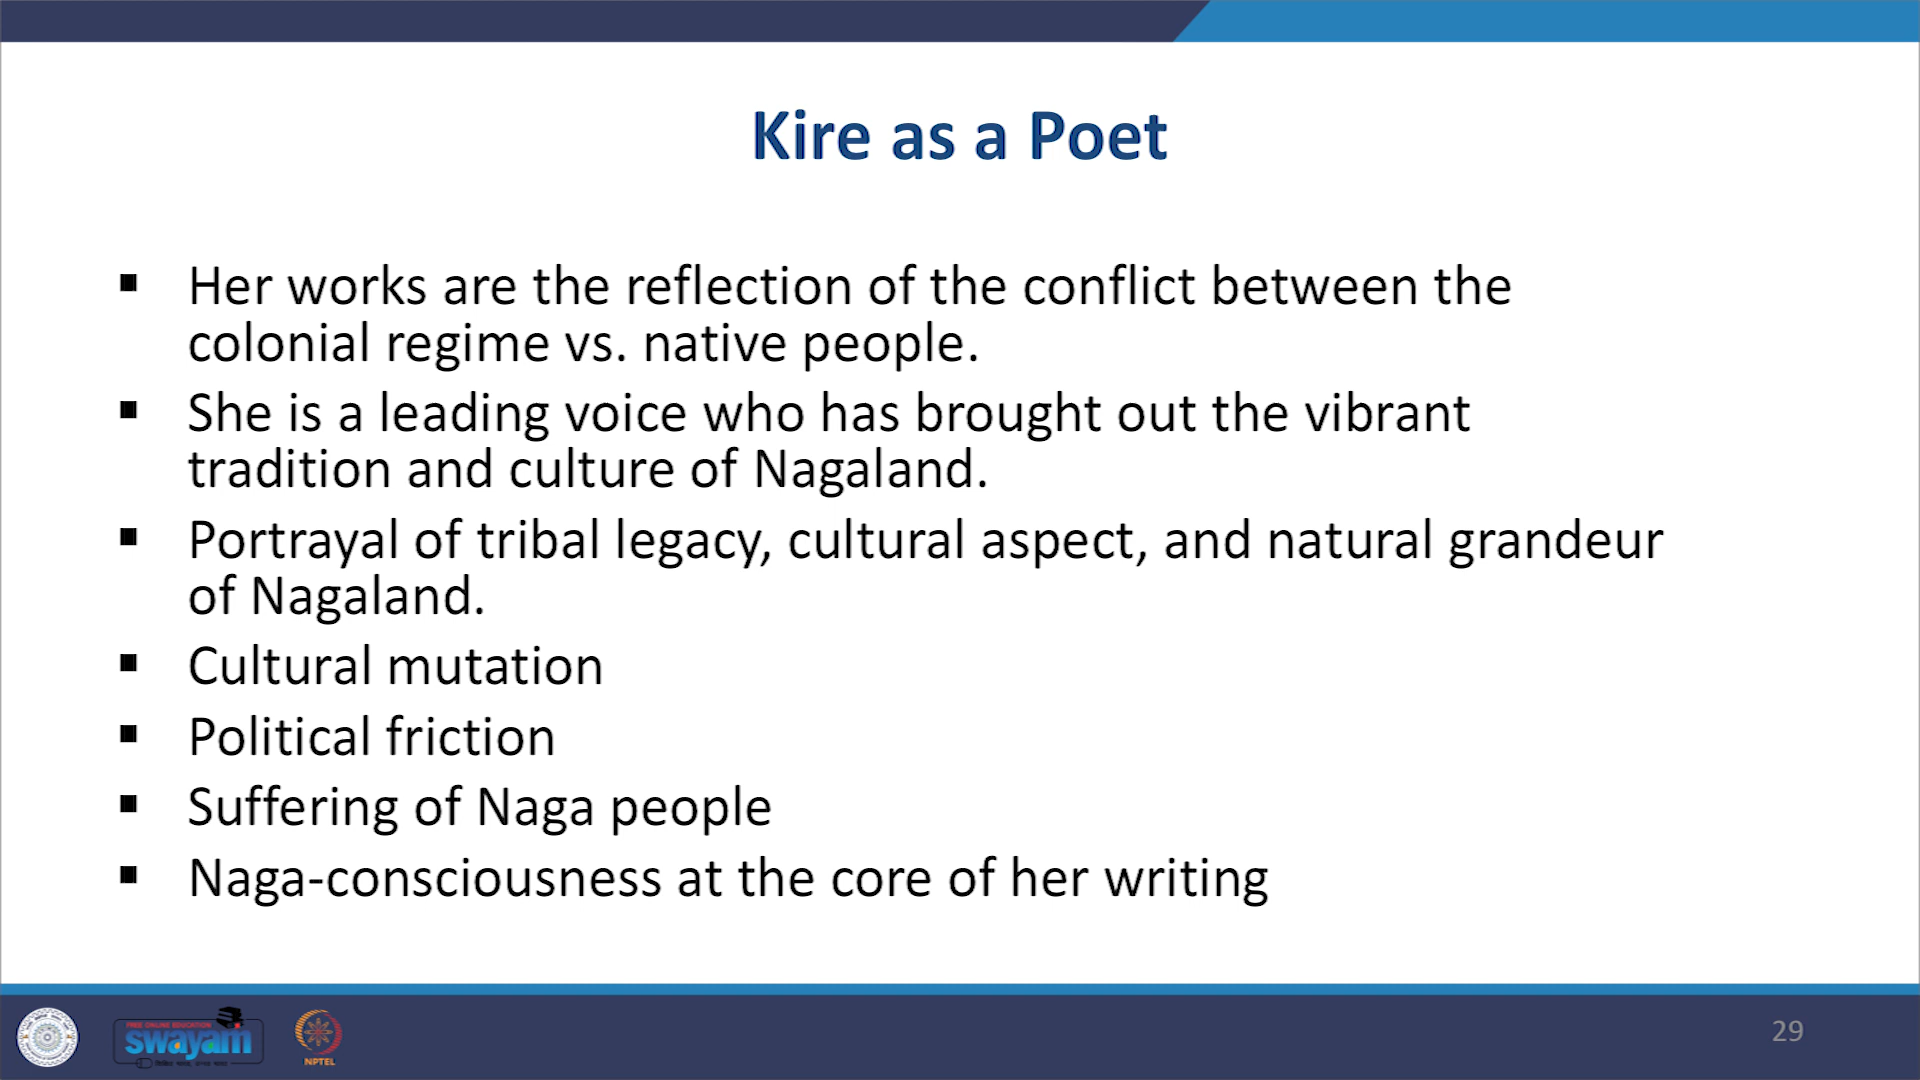 Kire as a Poet
▪ Her works are the reflection of the conflict between the
colonial regime vs. native people.
▪ She is a leading voice who has brought out the vibrant
tradition and culture of Nagaland.
▪ Portrayal of tribal legacy, cultural aspect, and natural grandeur
of Nagaland.
▪ Cultural mutation
▪ Political friction
▪ Suffering of Naga people
▪ Naga-consciousness at the core of her writing
FREE ONLINE EDUCATION
swayam
NPTEL
29